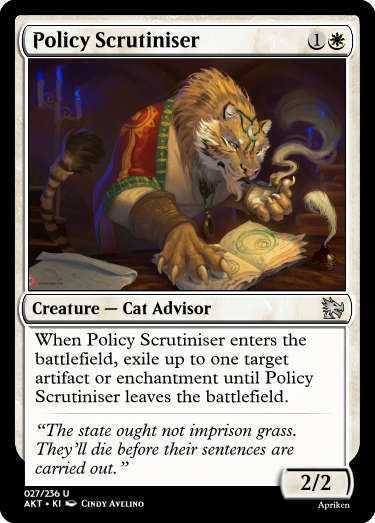 Policy Scrutiniser
1
Creature — Cat Advisor
When Policy Scrutiniser enters the
battlefield, exile up to one target
artifact or enchantment until Policy
Scrutiniser leaves the battlefield.
“The state ought not imprison grass.
They’ll die before their sentences are
carried out.”
2/2
027/236 U
AKT • KI Cindy Avelino
Apriken